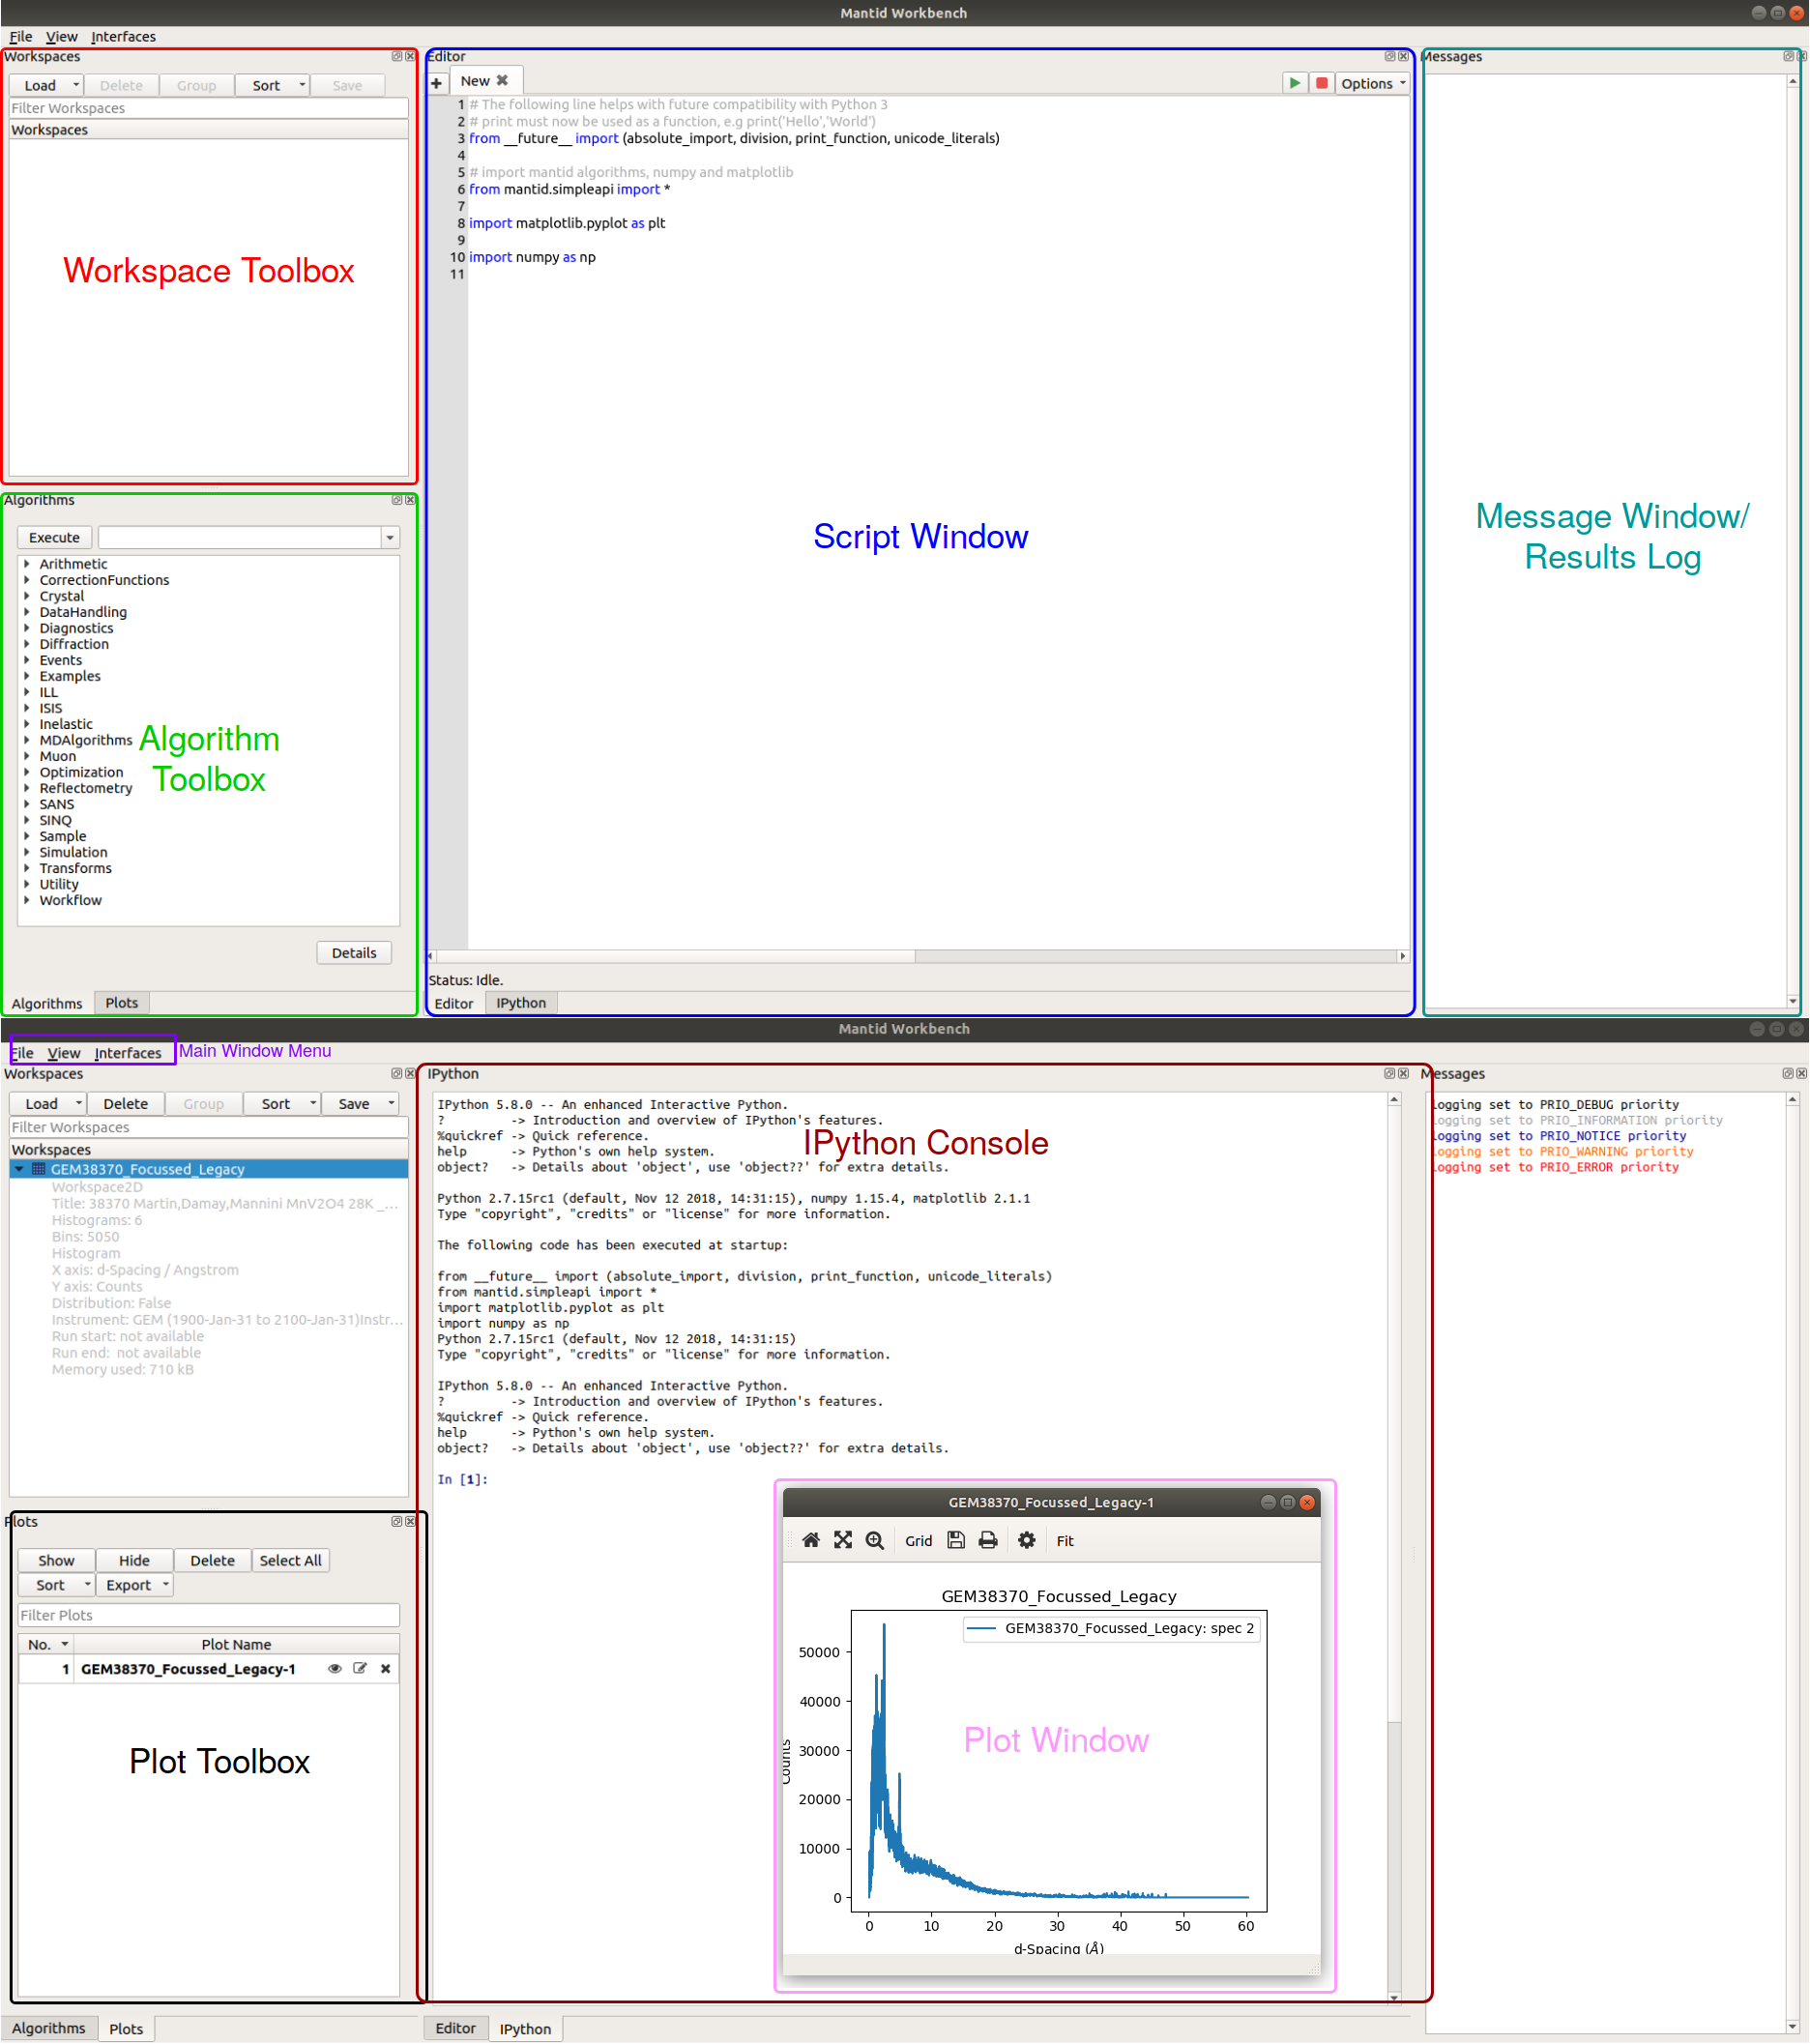 Mantid Workbench
File View Interfaces
Workspaces
Load Delete Group Sort Save
Filter Workspaces
Workspaces
Workspace Toolbox
Algorithms
Execute
Arithmetic
CorrectionFunctions
Crystal
DataHandling
Diagnostics
Diffraction
Events
Examples
ILL
ISIS
Inelastic
MDAlgorithms
Muon
Optimization
Reflectometry
SANS
SINQ
Sample
Simulation
Transforms
Utility
Workflow
Algorithm
Toolbox
Details
Algorithms Plots
Editor
New
Options
1 # The following line helps with future compatibility with Python 3
2 # print must now be used as a function, e.g print('Hello','World')
3 from __future__ import (absolute_import, division, print_function, unicode_literals)
4
5 # import mantid algorithms, numpy and matplotlib
6 from mantid.simpleapi import *
7
8 import matplotlib.pyplot as plt
9
10 import numpy as np
11
Script Window
Status: Idle.
Editor IPython
Messages
Message Window/
Results Log
Mantid Workbench
File View Interfaces
Main Window Menu
Workspaces
Load Delete Group Sort Save
Filter Workspaces
Workspaces
GEM38370_Focussed_Legacy
Workspace2D
Title: 38370 Martin,Damay,Mannini MnV2O4 28K _...
Histograms: 6
Bins: 5050
Histogram
X axis: d-Spacing / Angstrom
Y axis: Counts
Distribution: False
Instrument: GEM (1900-Jan-31 to 2100-Jan-31)Instr...
Run start: not available
Run end: not available
Memory used: 710 kB
Plots
Show Hide Delete Select All
Sort Export
Filter Plots
No. Plot Name
1 GEM38370_Focussed_Legacy-1
Plot Toolbox
Algorithms Plots
IPython
IPython 5.8.0 -- An enhanced Interactive Python.
? -> Introduction and overview of IPython's features.
%quickref -> Quick reference.
help -> Python's own help system.
object? -> Details about 'object', use 'object??' for extra details.
IPython Console
Python 2.7.15rc1 (default, Nov 12 2018, 14:31:15), numpy 1.15.4, matplotlib 2.1.1
Type "copyright", "credits" or "license" for more information.
The following code has been executed at startup:
from __future__ import (absolute_import, division, print_function, unicode_literals)
from mantid.simpleapi import *
import matplotlib.pyplot as plt
import numpy as np
Python 2.7.15rc1 (default, Nov 12 2018, 14:31:15)
Type "copyright", "credits" or "license" for more information.
IPython 5.8.0 -- An enhanced Interactive Python.
? -> Introduction and overview of IPython's features.
%quickref -> Quick reference.
help -> Python's own help system.
object? -> Details about 'object', use 'object??' for extra details.
In [1]:
GEM38370_Focussed_Legacy-1
Grid Fit
GEM38370_Focussed_Legacy
GEM38370_Focussed_Legacy: spec 2
50000
40000
30000
20000
10000
0
Counts
Plot Window
0 10 20 30 40 50 60
d-Spacing (Å)
Editor IPython
Messages
logging set to PRIO_DEBUG priority
logging set to PRIO_INFORMATION priority
logging set to PRIO_NOTICE priority
logging set to PRIO_WARNING priority
logging set to PRIO_ERROR priority